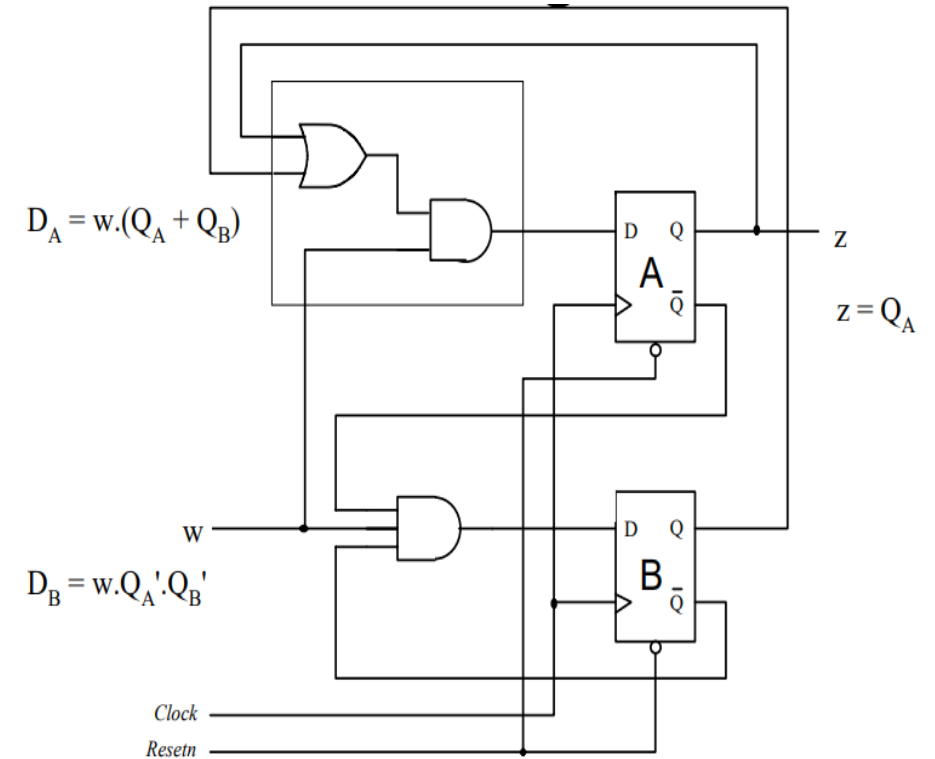 D_A = w.(Q_A + Q_B)
D Q
A
Q̅
z
z = Q_A
w
D Q
B
Q̅
D_B = w.Q_A'.Q_B'
Clock
Resetn